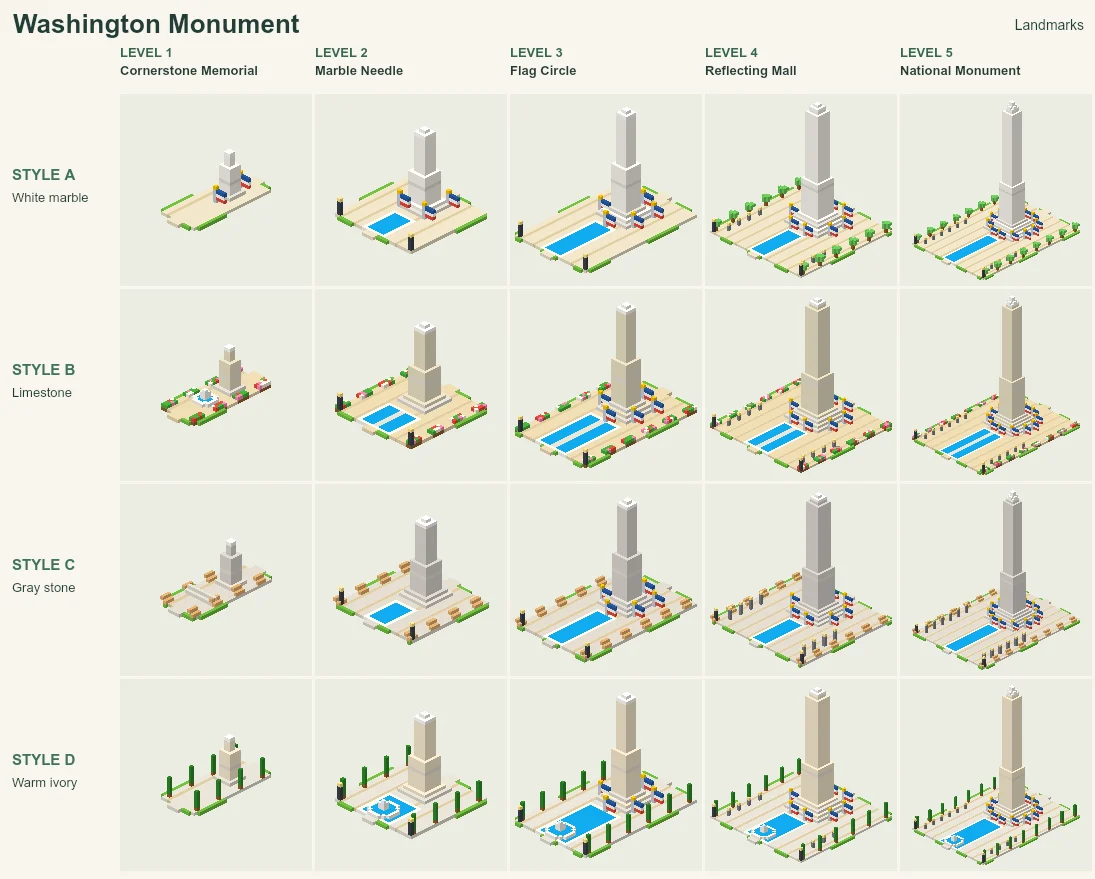 Washington Monument
Landmarks
LEVEL 1
Cornerstone Memorial
LEVEL 2
Marble Needle
LEVEL 3
Flag Circle
LEVEL 4
Reflecting Mall
LEVEL 5
National Monument
STYLE A
White marble
STYLE B
Limestone
STYLE C
Gray stone
STYLE D
Warm ivory